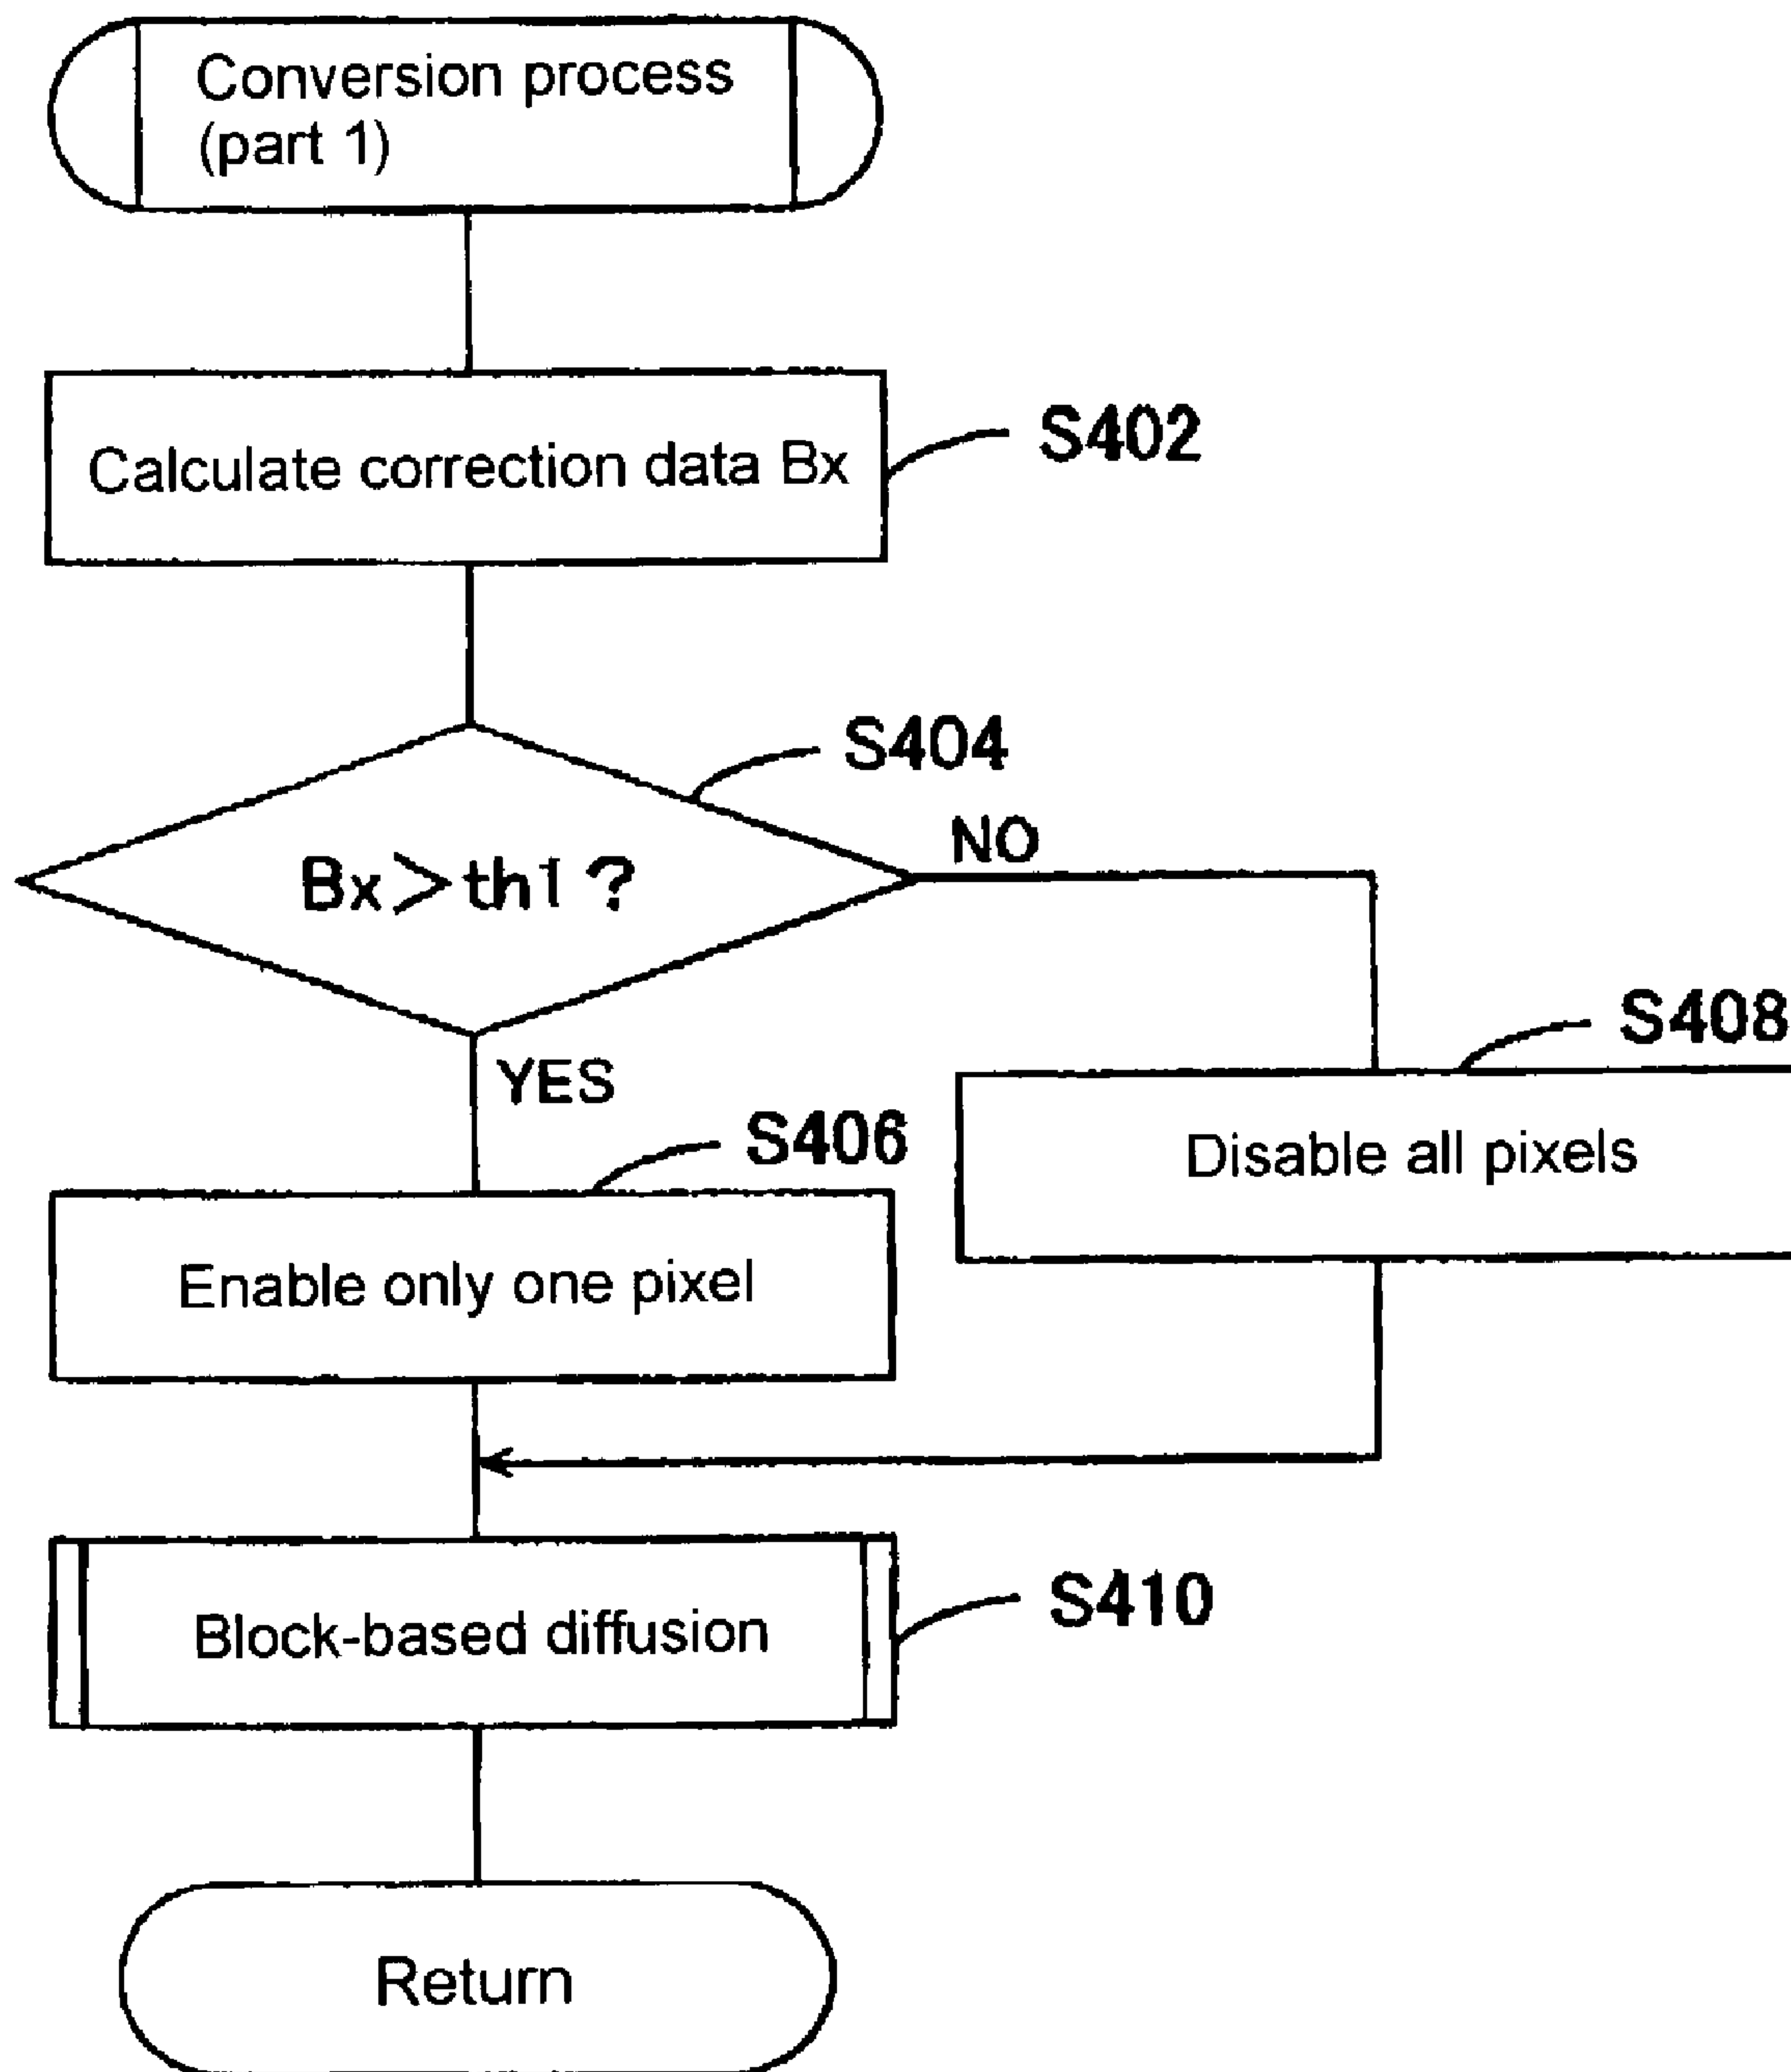 Conversion process
(part 1)
Calculate correction data Bx
S402
S404
Bx>th1 ?
NO
YES
S408
Disable all pixels
S406
Enable only one pixel
Block-based diffusion
S410
Return